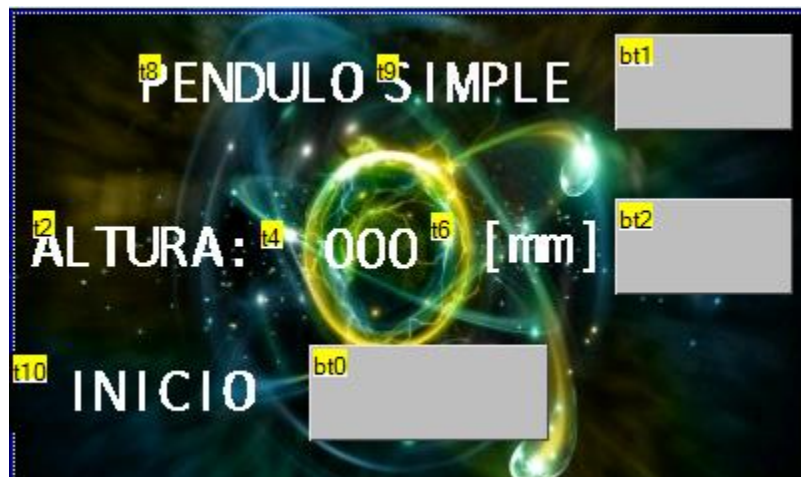 t8 PENDULO t9 SIMPLE bt1
t2 ALTURA: t4 000 t6 [mm] bt2
t10 INICIO bt0